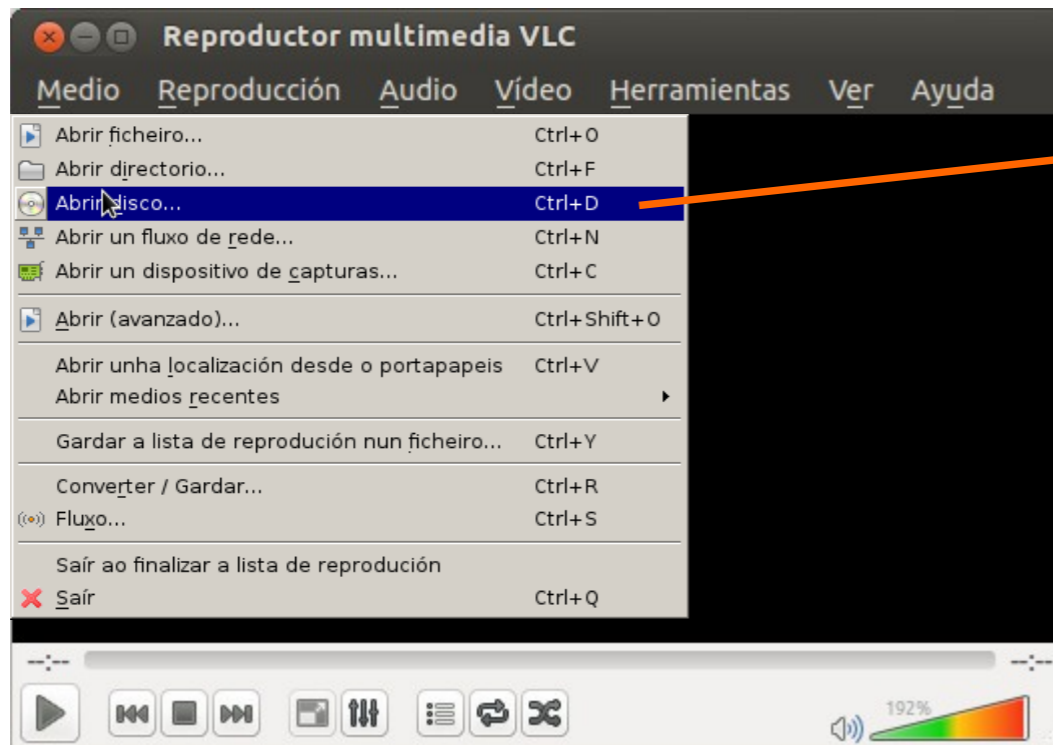 Reproductor multimedia VLC
Medio Reproducción Audio Vídeo Herramientas Ver Ayuda
Abrir ficheiro... Ctrl+O
Abrir directorio... Ctrl+F
Abrir disco... Ctrl+D
Abrir un fluxo de rede... Ctrl+N
Abrir un dispositivo de capturas... Ctrl+C
Abrir (avanzado)... Ctrl+Shift+O
Abrir unha localización desde o portapapeis Ctrl+V
Abrir medios recentes
Gardar a lista de reprodución nun ficheiro... Ctrl+Y
Converter / Gardar... Ctrl+R
Fluxo... Ctrl+S
Saír ao finalizar a lista de reprodución
Saír Ctrl+Q
--:-- --:--
192%